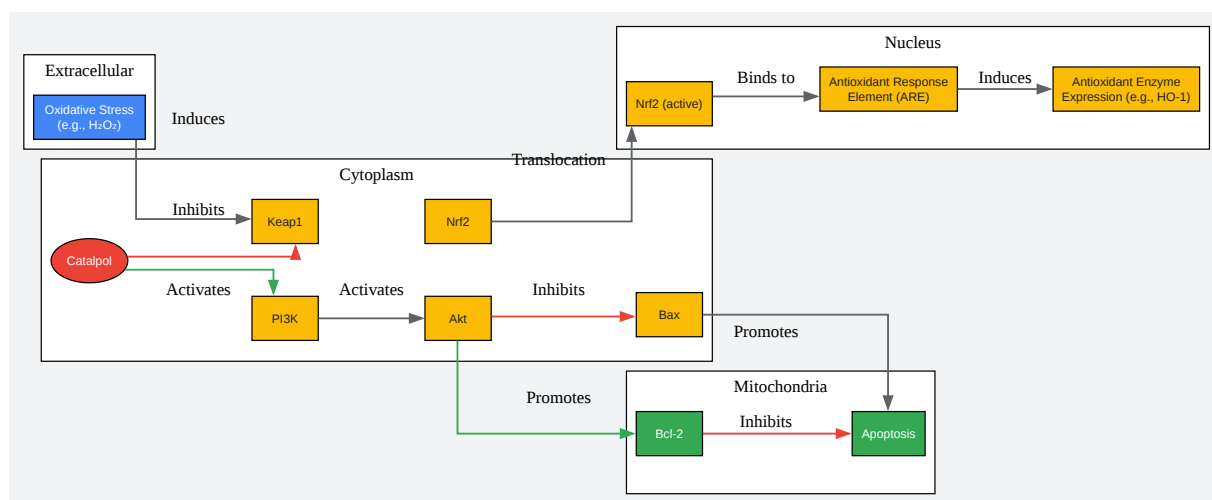 Nucleus
Extracellular
Oxidative Stress
(e.g., H₂O₂)
Induces
Nrf2 (active)
Binds to
Antioxidant Response
Element (ARE)
Induces
Antioxidant Enzyme
Expression (e.g., HO-1)
Translocation
Cytoplasm
Inhibits
Keap1
Nrf2
Catalpol
Activates
PI3K
Activates
Akt
Inhibits
Bax
Promotes
Mitochondria
Promotes
Bcl-2
Inhibits
Apoptosis